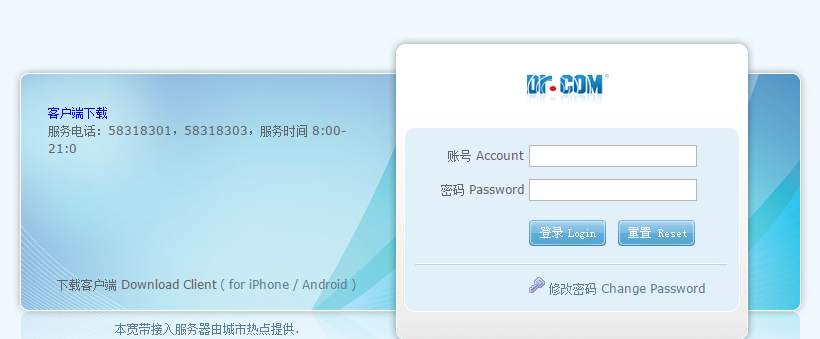 Dr.COM®
客户端下载
服务电话：58318301，58318303，服务时间 8:00-
21:0
账号 Account
密码 Password
登录 Login 重置 Reset
下载客户端 Download Client ( for iPhone / Android )
修改密码 Change Password
本宽带接入服务器由城市热点提供.